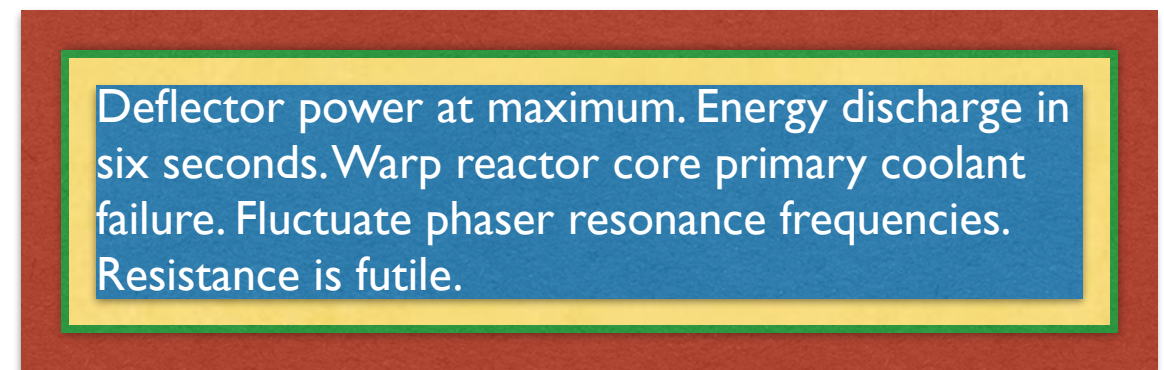 Deflector power at maximum. Energy discharge in
six seconds. Warp reactor core primary coolant
failure. Fluctuate phaser resonance frequencies.
Resistance is futile.